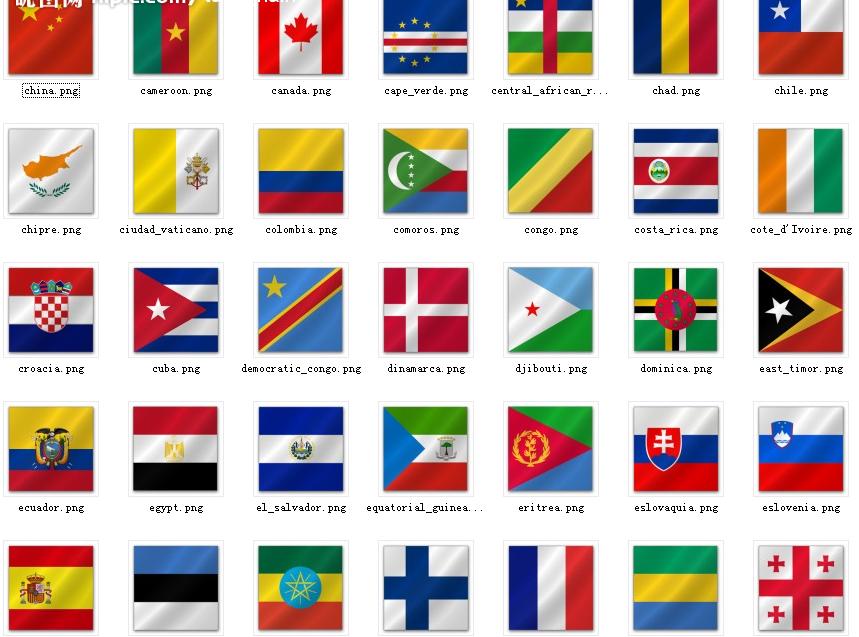 china.png
cameroon.png
canada.png
cape_verde.png
central_african_r...
chad.png
chile.png
chipre.png
ciudad_vaticano.png
colombia.png
comoros.png
congo.png
costa_rica.png
cote_d'Ivoire.png
croacia.png
cuba.png
democratic_congo.png
dinamarca.png
djibouti.png
dominica.png
east_timor.png
ecuador.png
egypt.png
el_salvador.png
equatorial_guinea...
eritrea.png
eslovaquia.png
eslovenia.png